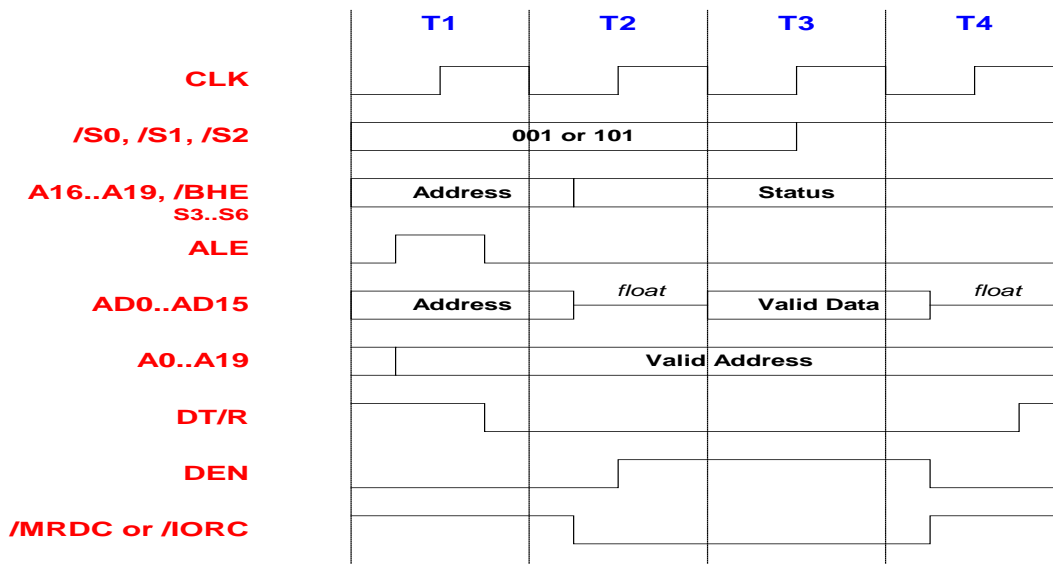 T1 T2 T3 T4
CLK
/S0, /S1, /S2 001 or 101
A16..A19, /BHE Address Status
S3..S6
ALE
AD0..AD15 Address float Valid Data float
A0..A19 Valid Address
DT/R
DEN
/MRDC or /IORC